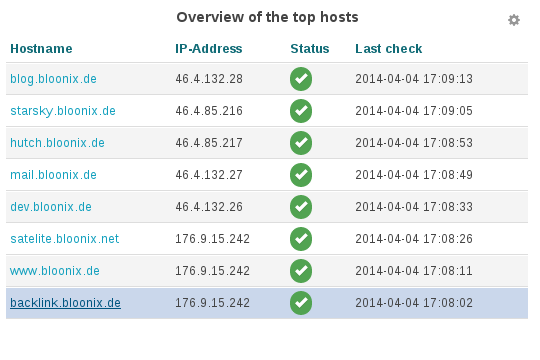 Overview of the top hosts
Hostname IP-Address Status Last check
blog.bloonix.de 46.4.132.28 2014-04-04 17:09:13
starsky.bloonix.de 46.4.85.216 2014-04-04 17:09:05
hutch.bloonix.de 46.4.85.217 2014-04-04 17:08:53
mail.bloonix.de 46.4.132.27 2014-04-04 17:08:49
dev.bloonix.de 46.4.132.26 2014-04-04 17:08:33
satelite.bloonix.net 176.9.15.242 2014-04-04 17:08:26
www.bloonix.de 176.9.15.242 2014-04-04 17:08:11
backlink.bloonix.de 176.9.15.242 2014-04-04 17:08:02